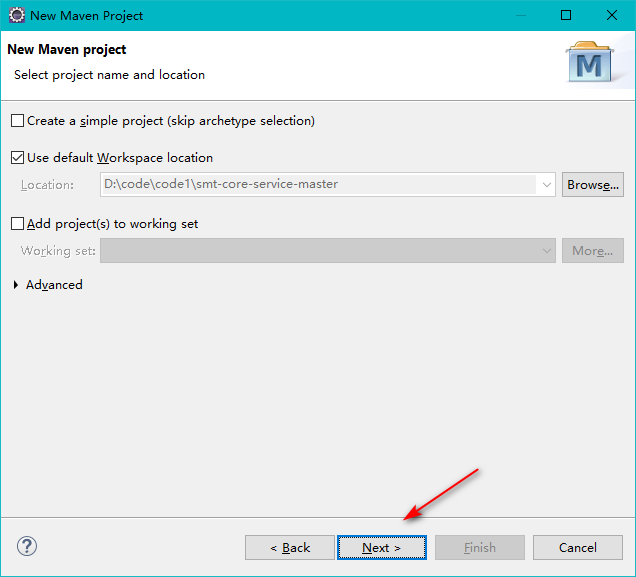 New Maven Project
New Maven project
Select project name and location
M
Create a simple project (skip archetype selection)
Use default Workspace location
Location: D:\code\code1\smt-core-service-master Browse...
Add project(s) to working set
Working set: More...
Advanced
? < Back Next > Finish Cancel